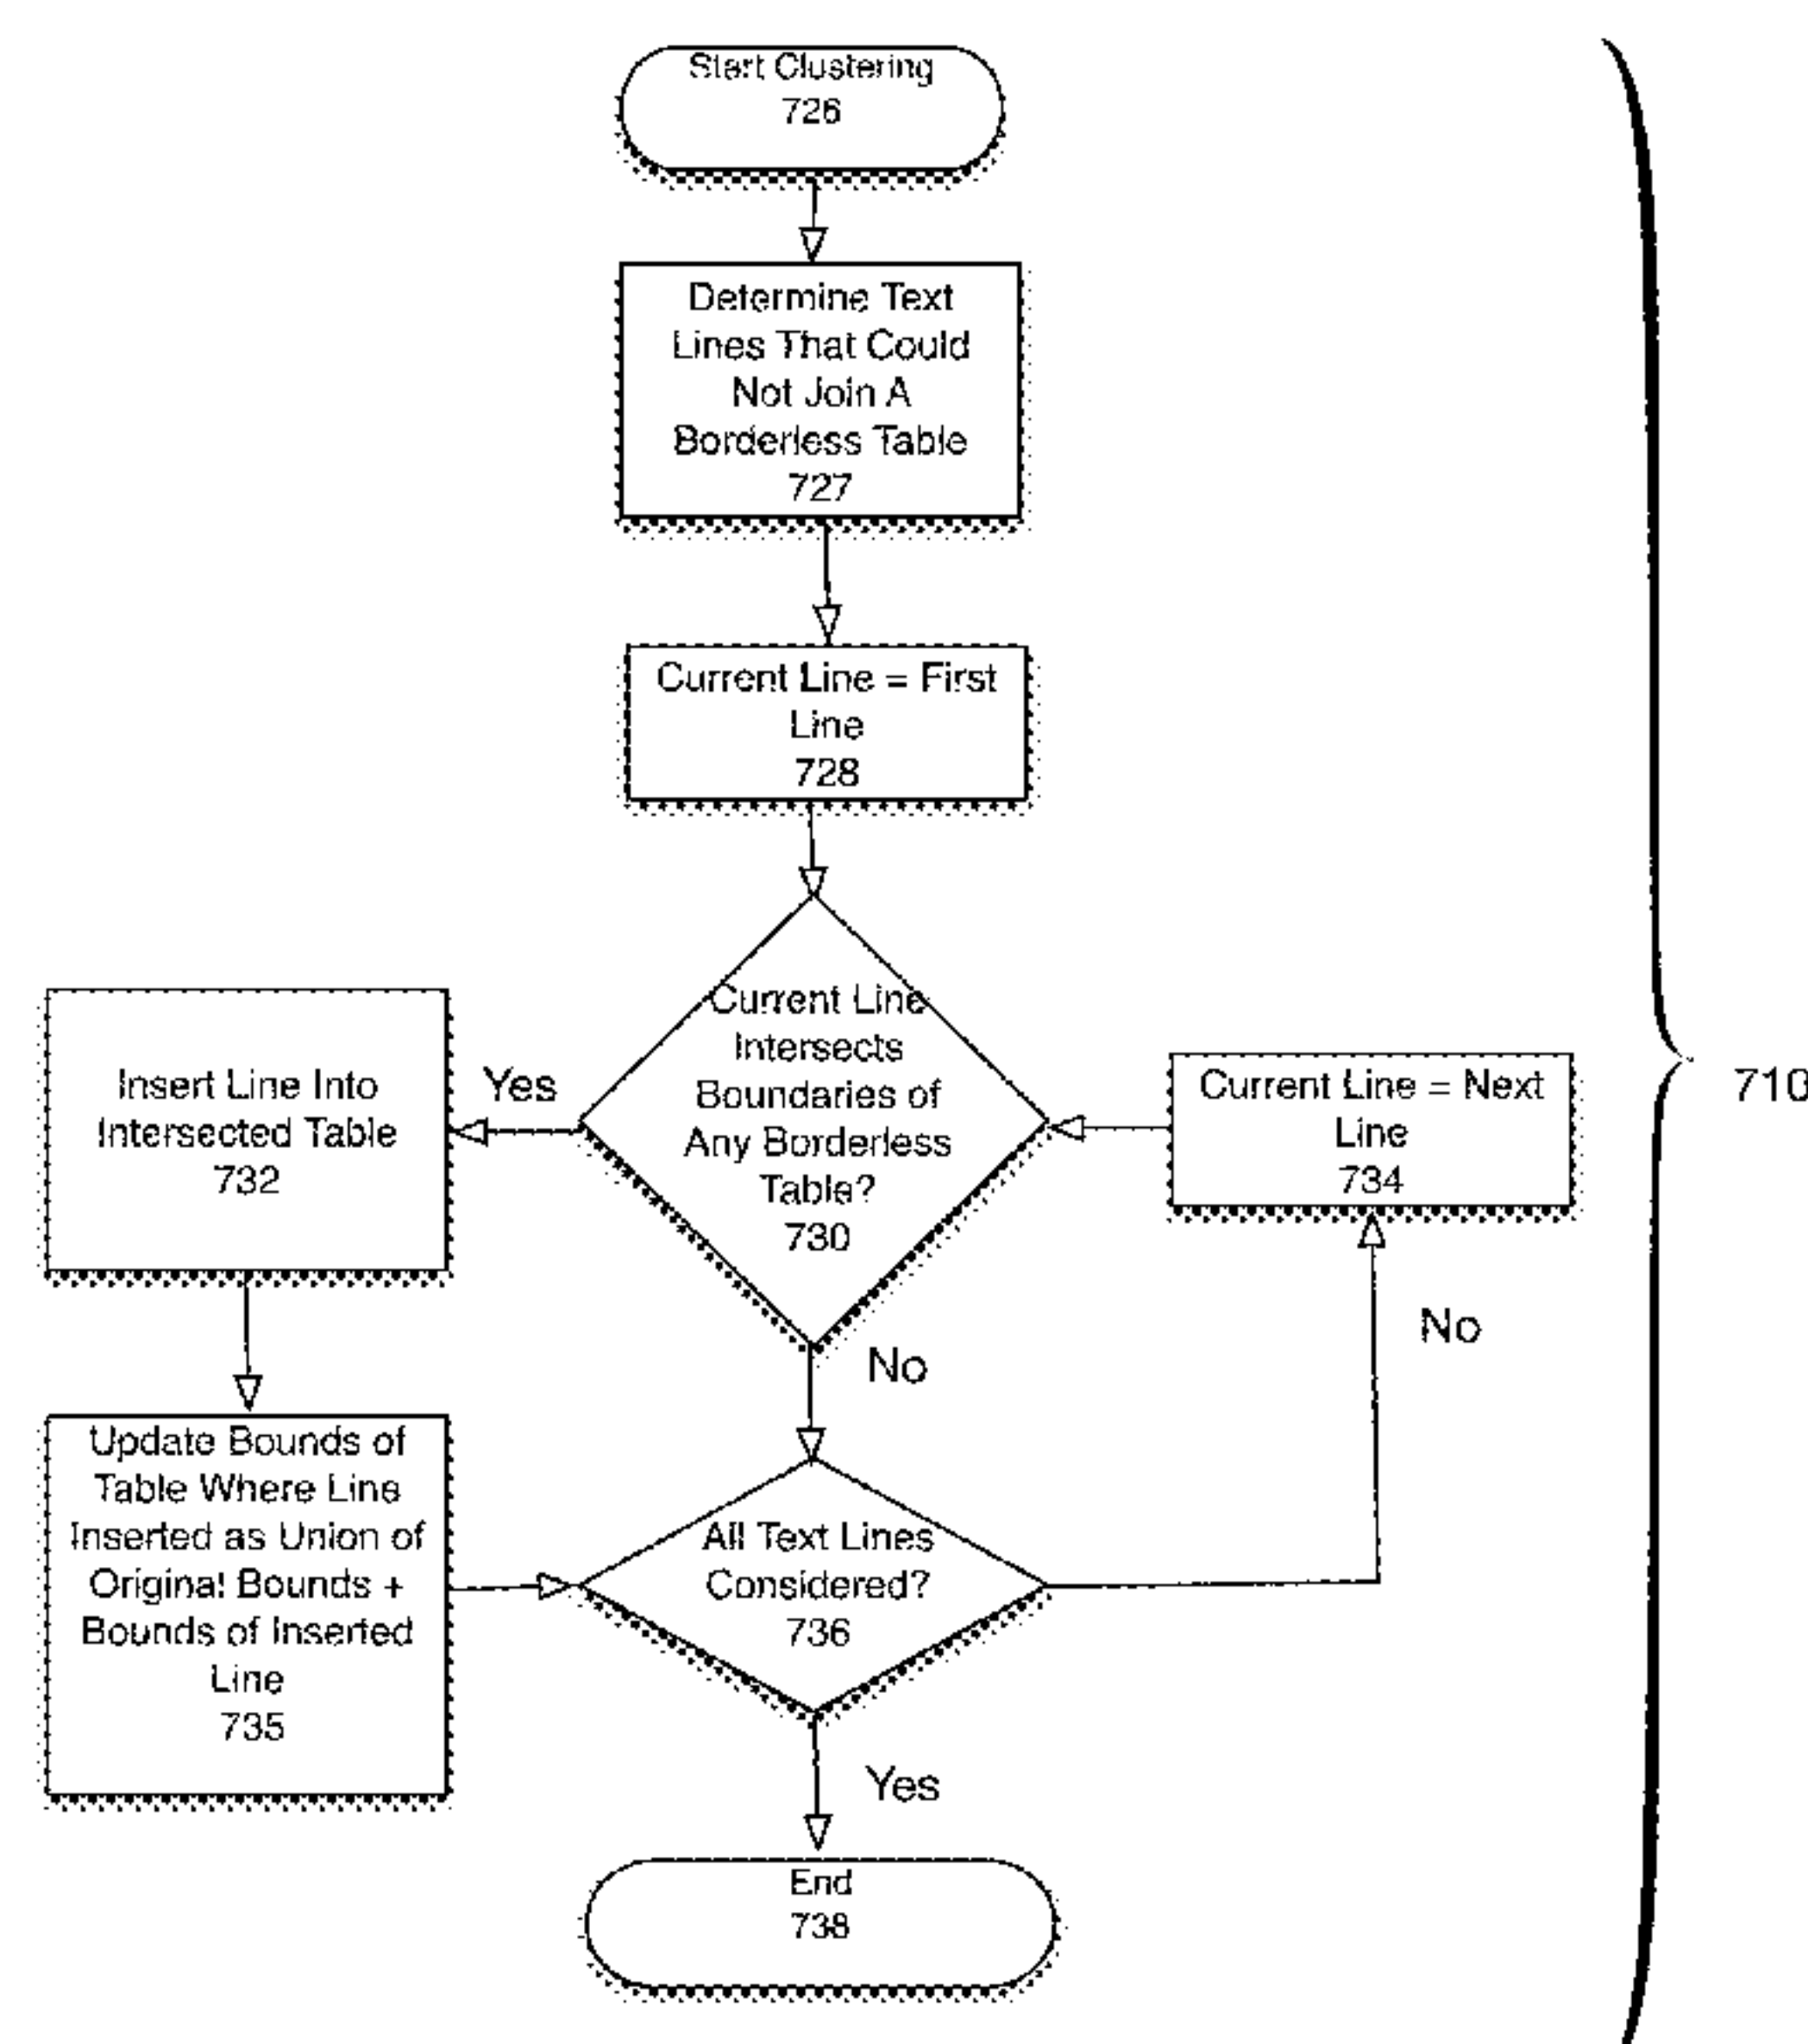 Start Clustering
726
Determine Text
Lines That Could
Not Join A
Borderless Table
727
Current Line = First
Line
728
Current Line
Intersects
Boundaries of
Any Borderless
Table?
730
Yes
Insert Line Into
Intersected Table
732
Current Line = Next
Line
734
710
No
No
Update Bounds of
Table Where Line
Inserted as Union of
Original Bounds +
Bounds of Inserted
Line
735
All Text Lines
Considered?
736
Yes
End
738